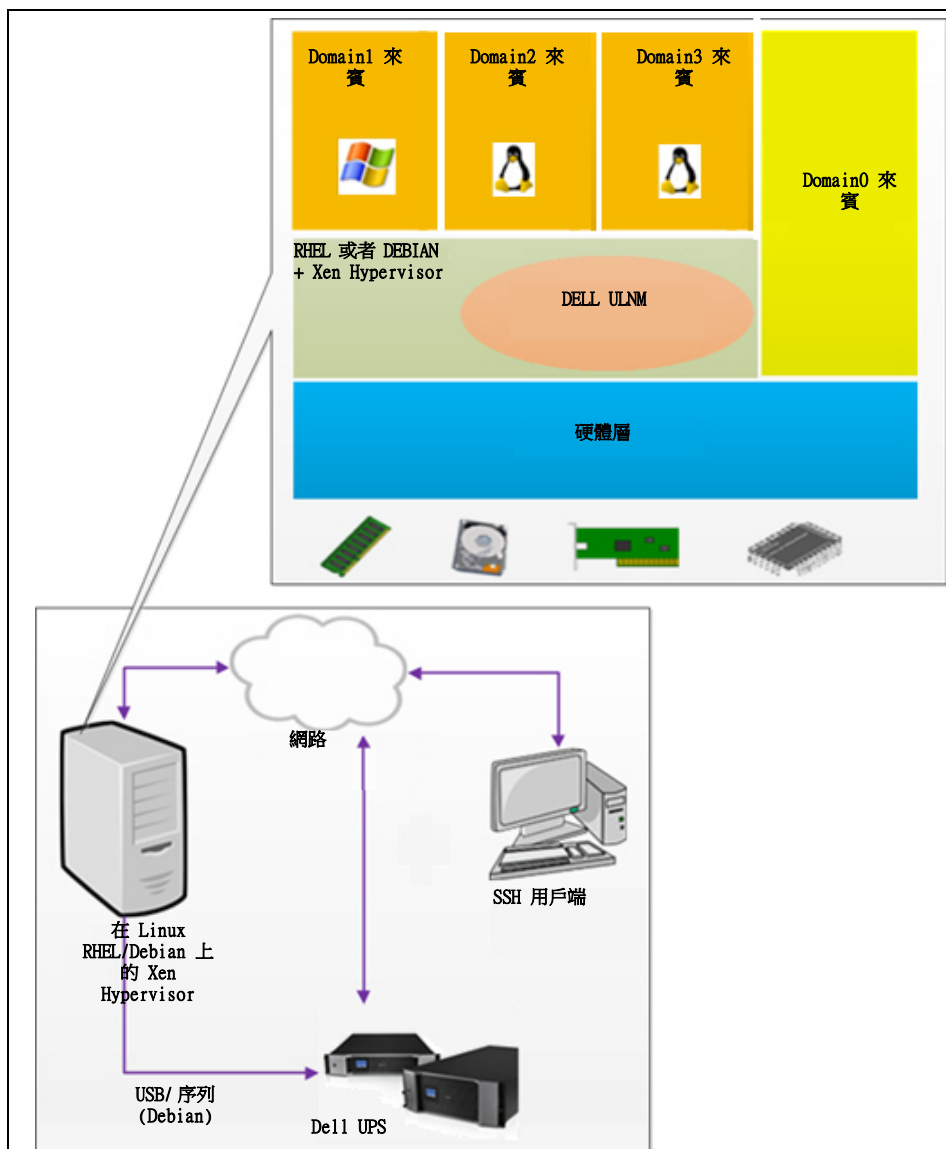 Domain1 來
賓
Domain2 來
賓
Domain3 來
賓
Domain0 來
賓
RHEL 或者 DEBIAN
+ Xen Hypervisor
DELL ULNM
硬體層
網路
SSH 用戶端
在 Linux
RHEL/Debian 上
的 Xen
Hypervisor
USB/ 序列
(Debian)
Dell UPS